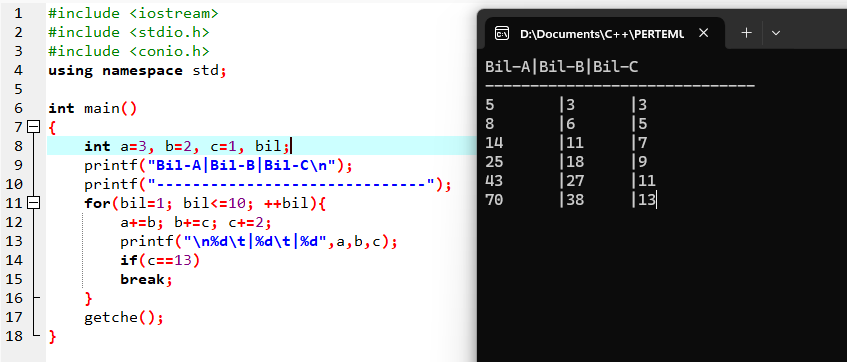 1 #include <iostream>
2 #include <stdio.h>
3 #include <conio.h>
4 using namespace std;
5
6 int main()
7 {
8 int a=3, b=2, c=1, bil;
9 printf("Bil-A|Bil-B|Bil-C\n");
10 printf("------------------------------");
11 for(bil=1; bil<=10; ++bil){
12 a+=b; b+=c; c+=2;
13 printf("\n%d\t|%d\t|%d",a,b,c);
14 if(c==13)
15 break;
16 }
17 getche();
18 }
D:\Documents\C++\PERTEMU
Bil-A|Bil-B|Bil-C
------------------------------
5 |3 |3
8 |6 |5
14 |11 |7
25 |18 |9
43 |27 |11
70 |38 |13